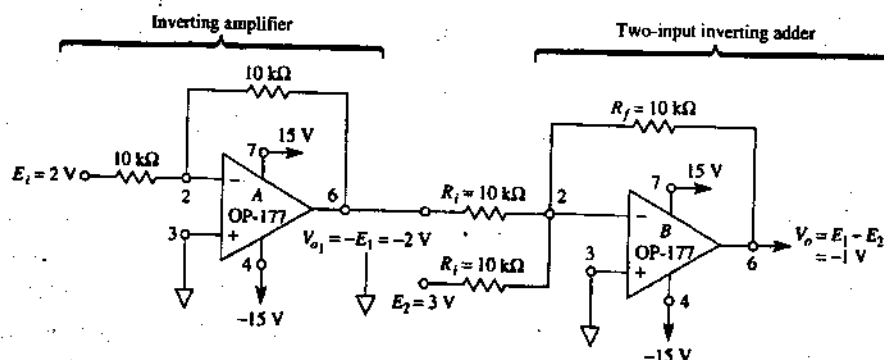 Inverting amplifier
Two-input inverting adder
10 kΩ
R_f = 10 kΩ
7 15 V
7 15 V
E_i = 2 V 10 kΩ
2 − A 6
R_i = 10 kΩ
2 − B
OP-177
OP-177
3 +
V_o1 = −E_1 = −2 V
3 +
6
V_o = E_1 − E_2
= −1 V
4
R_i = 10 kΩ
4
E_2 = 3 V
−15 V
−15 V